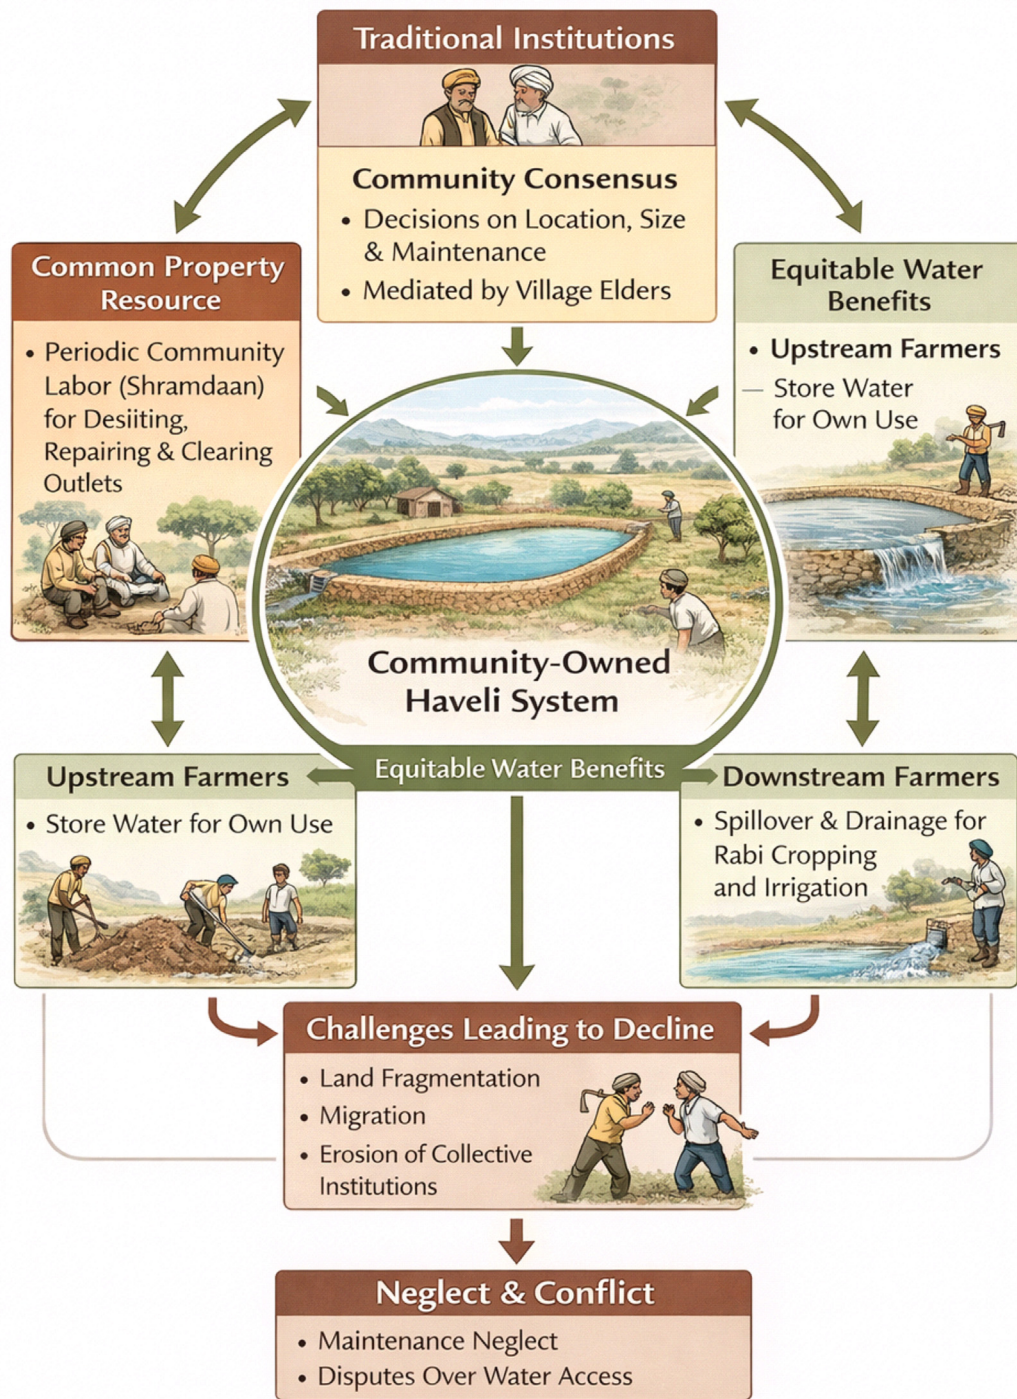 Traditional Institutions
Community Consensus
• Decisions on Location, Size
& Maintenance
• Mediated by Village Elders
Common Property
Resource
• Periodic Community
Labor (Shramdaan)
for Desiiting,
Repairing & Clearing
Outlets
Equitable Water
Benefits
• Upstream Farmers
— Store Water
for Own Use
Community-Owned
Haveli System
Equitable Water Benefits
Upstream Farmers
• Store Water for Own Use
Downstream Farmers
• Spillover & Drainage for
Rabi Cropping
and Irrigation
Challenges Leading to Decline
• Land Fragmentation
• Migration
• Erosion of Collective
Institutions
Neglect & Conflict
• Maintenance Neglect
• Disputes Over Water Access